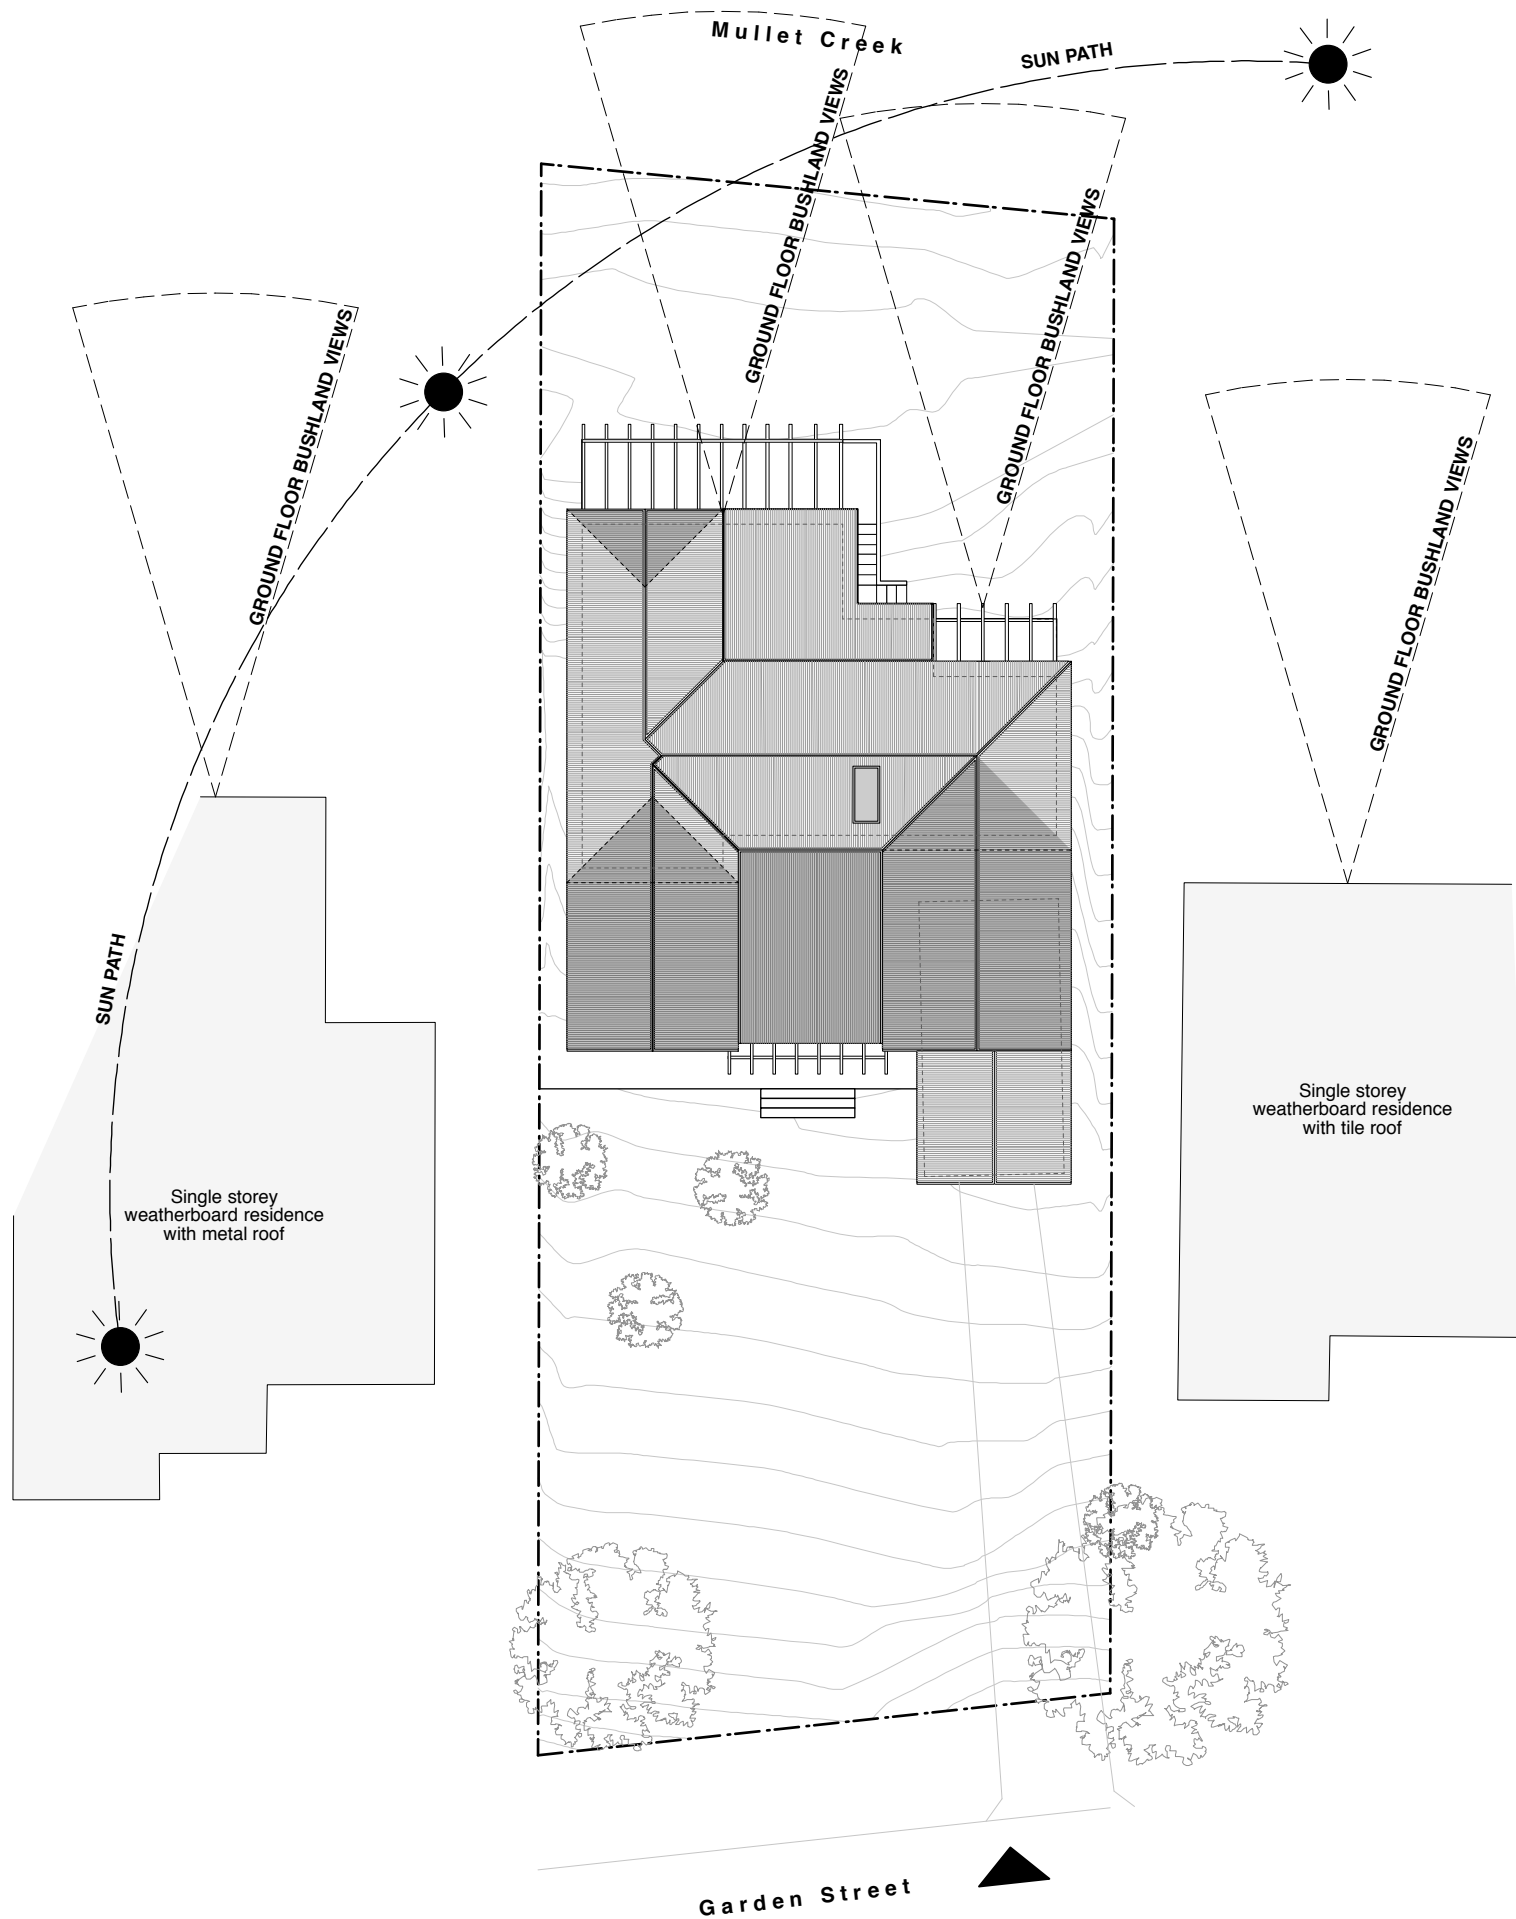 Mullet Creek
SUN PATH
GROUND FLOOR BUSHLAND VIEWS
GROUND FLOOR BUSHLAND VIEWS
GROUND FLOOR BUSHLAND VIEWS
GROUND FLOOR BUSHLAND VIEWS
SUN PATH
Single storey
weatherboard residence
with tile roof
Single storey
weatherboard residence
with metal roof
Garden Street